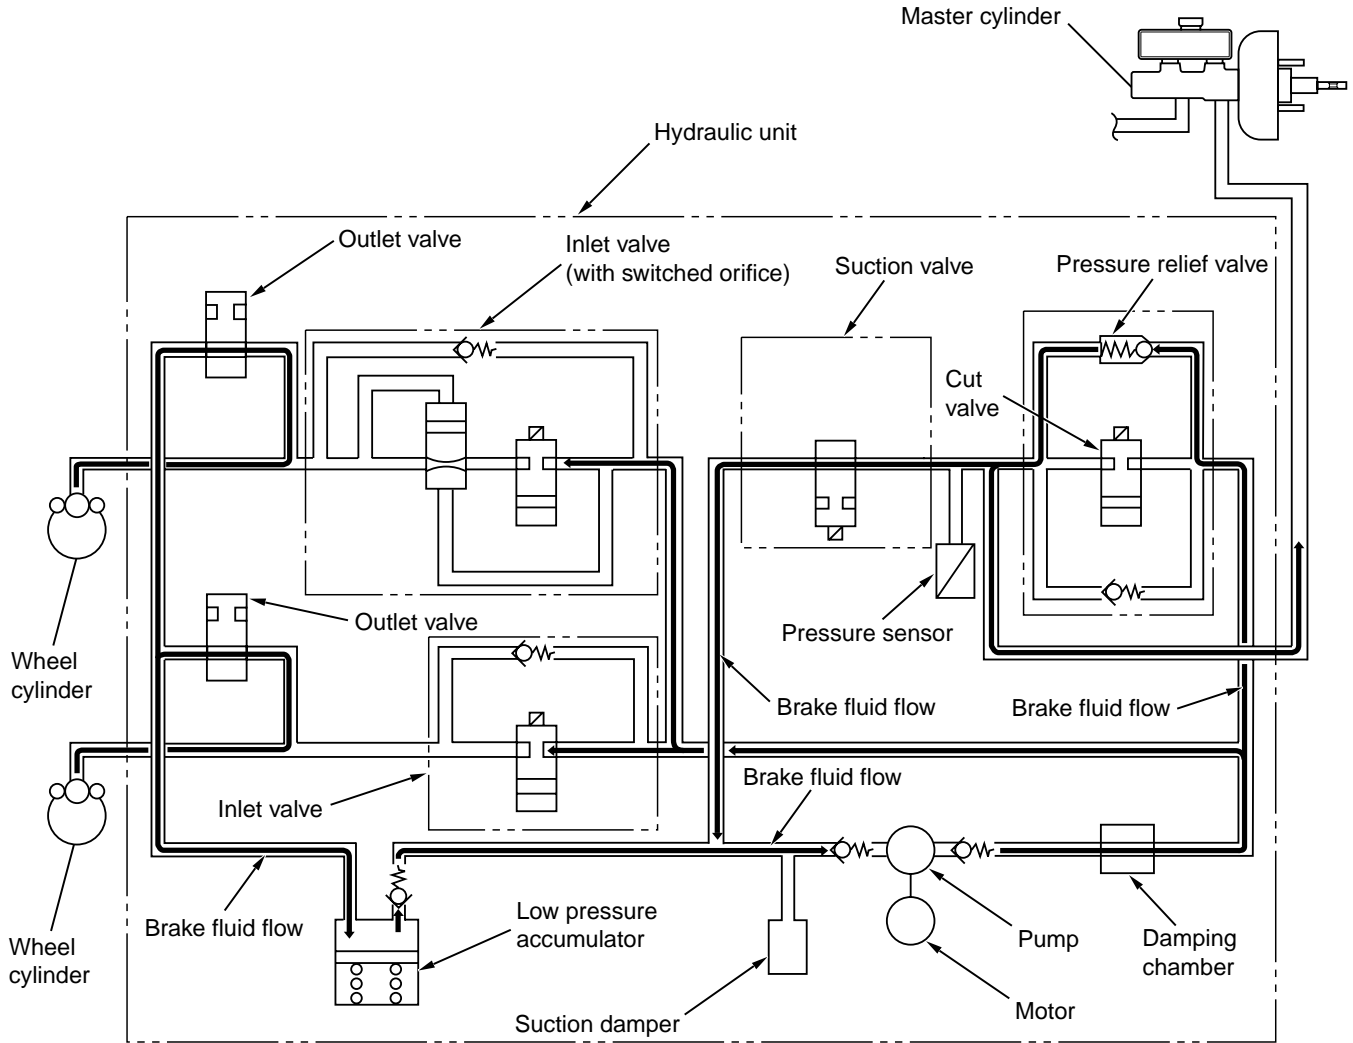 Master cylinder
Hydraulic unit
Outlet valve
Inlet valve
(with switched orifice)
Suction valve
Pressure relief valve
Cut
valve
Outlet valve
Pressure sensor
Wheel
cylinder
Brake fluid flow
Brake fluid flow
Brake fluid flow
Inlet valve
Brake fluid flow
Low pressure
accumulator
Wheel
cylinder
Pump
Damping
chamber
Motor
Suction damper